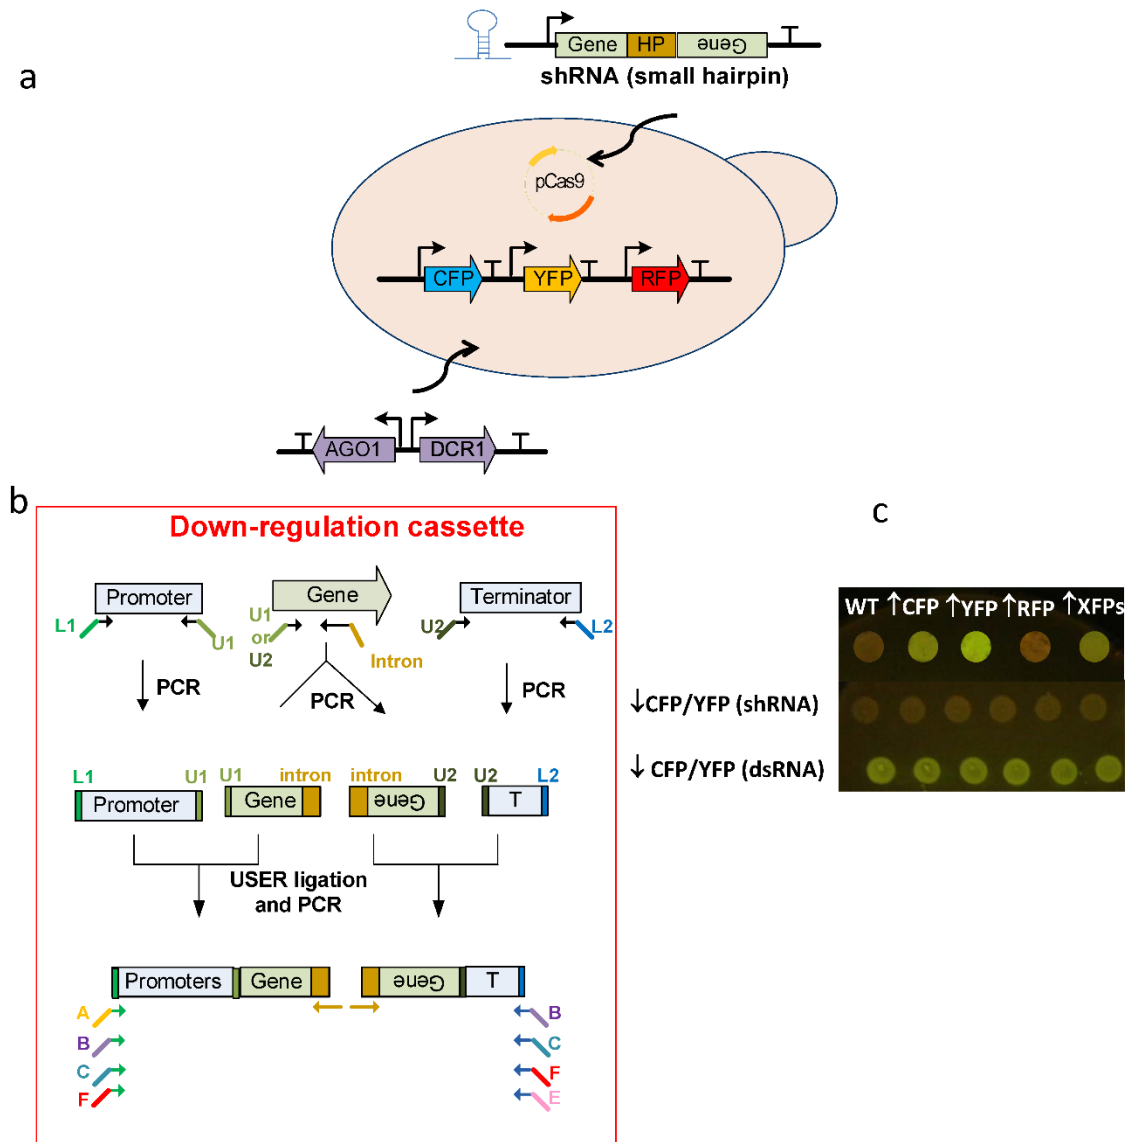 a
Gene HP Gene
shRNA (small hairpin)
pCas9
CFP YFP RFP
AGO1 DCR1
b
Down-regulation cassette
Promoter Gene Terminator
L1 U1 U1 or U2 Intron U2 L2
PCR PCR PCR
L1 U1 U1 intron intron U2 U2 L2
Promoter Gene Gene T
USER ligation
and PCR
Promoters Gene Gene T
A B
B C
C F
F E
c
WT ↑CFP ↑YFP ↑RFP ↑XFPs
↓CFP/YFP (shRNA)
↓ CFP/YFP (dsRNA)